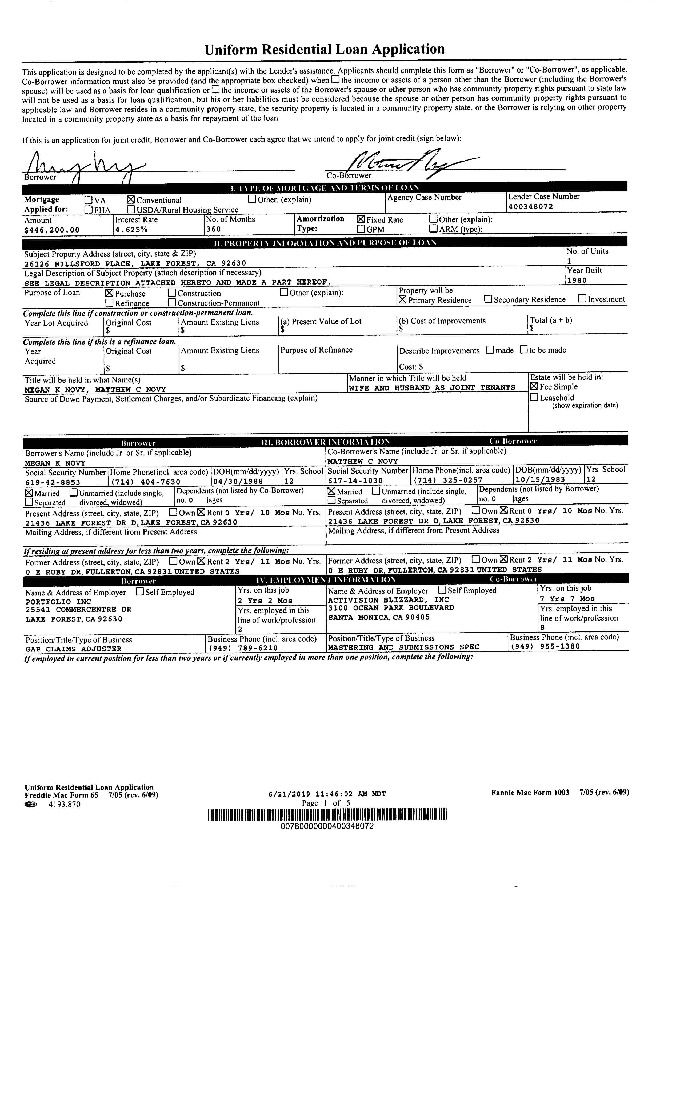 Uniform Residential Loan Application
This application is designed to be completed by the applicant(s) with the Lender's assistance. Applicants should complete this form as "Borrower" or "Co-Borrower", as applicable.
Co-Borrower information must also be provided (and the appropriate box checked) when ☐ the income or assets of a person other than the Borrower (including the Borrower's
spouse) will be used as a basis for loan qualification or ☐ the income or assets of the Borrower's spouse or other person who has community property rights pursuant to state law
will not be used as a basis for loan qualification, but his or her liabilities must be considered because the spouse or other person has community property rights pursuant to
applicable law and Borrower resides in a community property state, the security property is located in a community property state, or the Borrower is relying on other property
located in a community property state as a basis for repayment of the loan
If this is an application for joint credit, Borrower and Co-Borrower each agree that we intend to apply for joint credit (sign below):
Borrower Co-Borrower
I. TYPE OF MORTGAGE AND TERMS OF LOAN
Mortgage ☐ VA ☒ Conventional ☐ Other (explain) Agency Case Number Lender Case Number
Applied for: ☐ FHA ☐ USDA/Rural Housing Service 400348072
Amount Interest Rate No. of Months Amortization ☒ Fixed Rate ☐ Other (explain):
$446,200.00 4.625% 360 Type: ☐ GPM ☐ ARM (type):
II. PROPERTY INFORMATION AND PURPOSE OF LOAN
Subject Property Address (street, city, state & ZIP) No. of Units
26126 HILLSFORD PLACE, LAKE FOREST, CA 92630 1
Legal Description of Subject Property (attach description if necessary) Year Built
SEE LEGAL DESCRIPTION ATTACHED HERETO AND MADE A PART HEREOF. 1980
Purpose of Loan ☒ Purchase ☐ Construction ☐ Other (explain): Property will be
☐ Refinance ☐ Construction-Permanent ☒ Primary Residence ☐ Secondary Residence ☐ Investment
Complete this line if construction or construction-permanent loan.
Year Lot Acquired Original Cost Amount Existing Liens (a) Present Value of Lot (b) Cost of Improvements Total (a + b)
$ $ $ $ $
Complete this line if this is a refinance loan.
Year Original Cost Amount Existing Liens Purpose of Refinance Describe Improvements ☐ made ☐ to be made
Acquired
$ $ Cost: $
Title will be held in what Name(s) Manner in which Title will be held Estate will be held in:
MEGAN K NOVY, MATTHEW C NOVY WIFE AND HUSBAND AS JOINT TENANTS ☒ Fee Simple
Source of Down Payment, Settlement Charges, and/or Subordinate Financing (explain) ☐ Leasehold
(show expiration date)
Borrower III. BORROWER INFORMATION Co-Borrower
Borrower's Name (include Jr. or Sr. if applicable) Co-Borrower's Name (include Jr. or Sr. if applicable)
MEGAN K NOVY MATTHEW C NOVY
Social Security Number Home Phone(incl. area code) DOB(mm/dd/yyyy) Yrs. School Social Security Number Home Phone(incl. area code) DOB(mm/dd/yyyy) Yrs School
619-42-8853 (714) 404-7630 04/30/1988 12 617-14-1030 (714) 325-0257 10/15/1983 12
☒ Married ☐ Unmarried (include single, Dependents (not listed by Co-Borrower) ☒ Married ☐ Unmarried (include single, Dependents (not listed by Borrower)
☐ Separated divorced, widowed) no. 0 ages ☐ Separated divorced, widowed) no. 0 ages
Present Address (street, city, state, ZIP) ☐ Own ☒ Rent 0 Yrs/ 10 Mos No. Yrs. Present Address (street, city, state, ZIP) ☐ Own ☒ Rent 0 Yrs/ 10 Mos No. Yrs
21436 LAKE FOREST DR D, LAKE FOREST, CA 92630 21436 LAKE FOREST DR D, LAKE FOREST, CA 92630
Mailing Address, if different from Present Address Mailing Address, if different from Present Address
If residing at present address for less than two years, complete the following:
Former Address (street, city, state, ZIP) ☐ Own ☒ Rent 2 Yrs/ 11 Mos No. Yrs. Former Address (street, city, state, ZIP) ☐ Own ☒ Rent 2 Yrs/ 11 Mos No. Yrs
0 E RUBY DR, FULLERTON, CA 92831 UNITED STATES 0 E RUBY DR, FULLERTON, CA 92831 UNITED STATES
Borrower IV. EMPLOYMENT INFORMATION Co-Borrower
Name & Address of Employer ☐ Self Employed Yrs. on this job Name & Address of Employer ☐ Self Employed Yrs. on this job
PORTFOLIO INC 2 Yrs 2 Mos ACTIVISION BLIZZARD, INC 7 Yrs 7 Mos
25541 COMMERCENTRE DR Yrs. employed in this 3100 OCEAN PARK BOULEVARD Yrs. employed in this
LAKE FOREST, CA 92630 line of work/profession SANTA MONICA, CA 90405 line of work/profession
2 8
Position/Title/Type of Business Business Phone (incl. area code) Position/Title/Type of Business Business Phone (incl. area code)
GAP CLAIMS ADJUSTER (949) 789-6210 MASTERING AND SUBMISSIONS SPEC (949) 955-1380
If employed in current position for less than two years or if currently employed in more than one position, complete the following:
Uniform Residential Loan Application
Freddie Mac Form 65 7/05 (rev. 6/09) 6/21/2019 11:46:02 AM MDT Fannie Mae Form 1003 7/05 (rev. 6/09)
4193.870 Page 1 of 5
0078000000400348072